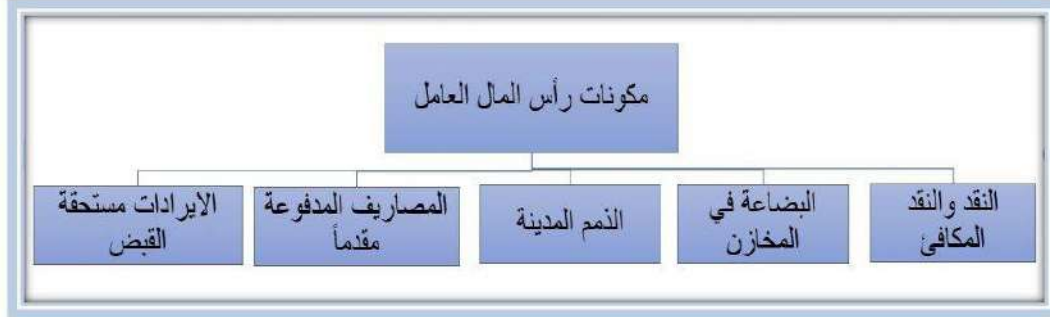 مكونات رأس المال العامل
النقد والنقد
المكافئ
البضاعة في
المخازن
الذمم المدينة
المصاريف المدفوعة
مقدماً
الايرادات مستحقة
القبض